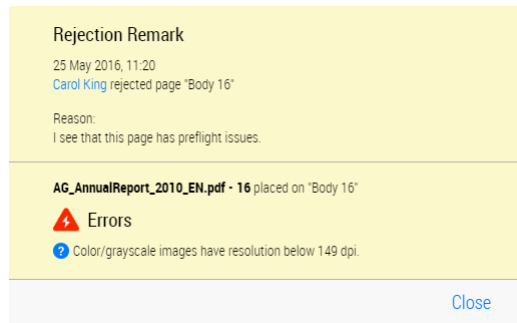 Rejection Remark
25 May 2016, 11:20
Carol King rejected page "Body 16"
Reason:
I see that this page has preflight issues.
AG_AnnualReport_2010_EN.pdf - 16 placed on "Body 16"
Errors
? Color/grayscale images have resolution below 149 dpi.
Close